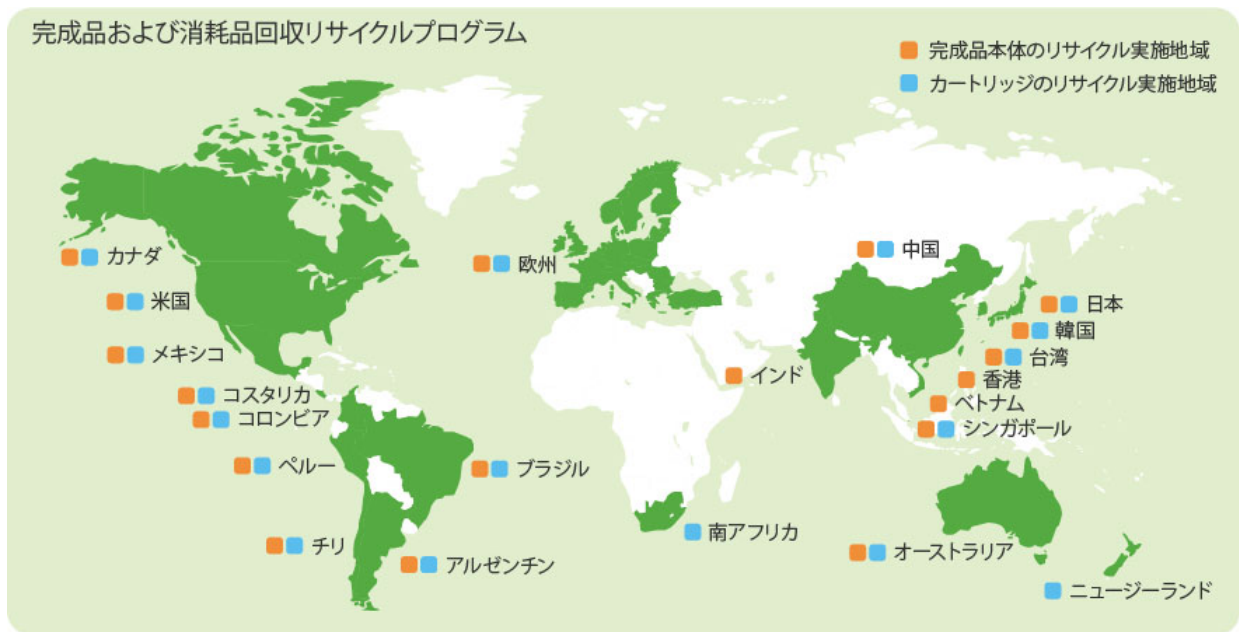 完成品および消耗品回収リサイクルプログラム
完成品本体のリサイクル実施地域
カートリッジのリサイクル実施地域
カナダ
米国
メキシコ
コスタリカ
コロンビア
ペルー
チリ
アルゼンチン
ブラジル
欧州
南アフリカ
インド
中国
日本
韓国
台湾
香港
ベトナム
シンガポール
オーストラリア
ニュージーランド